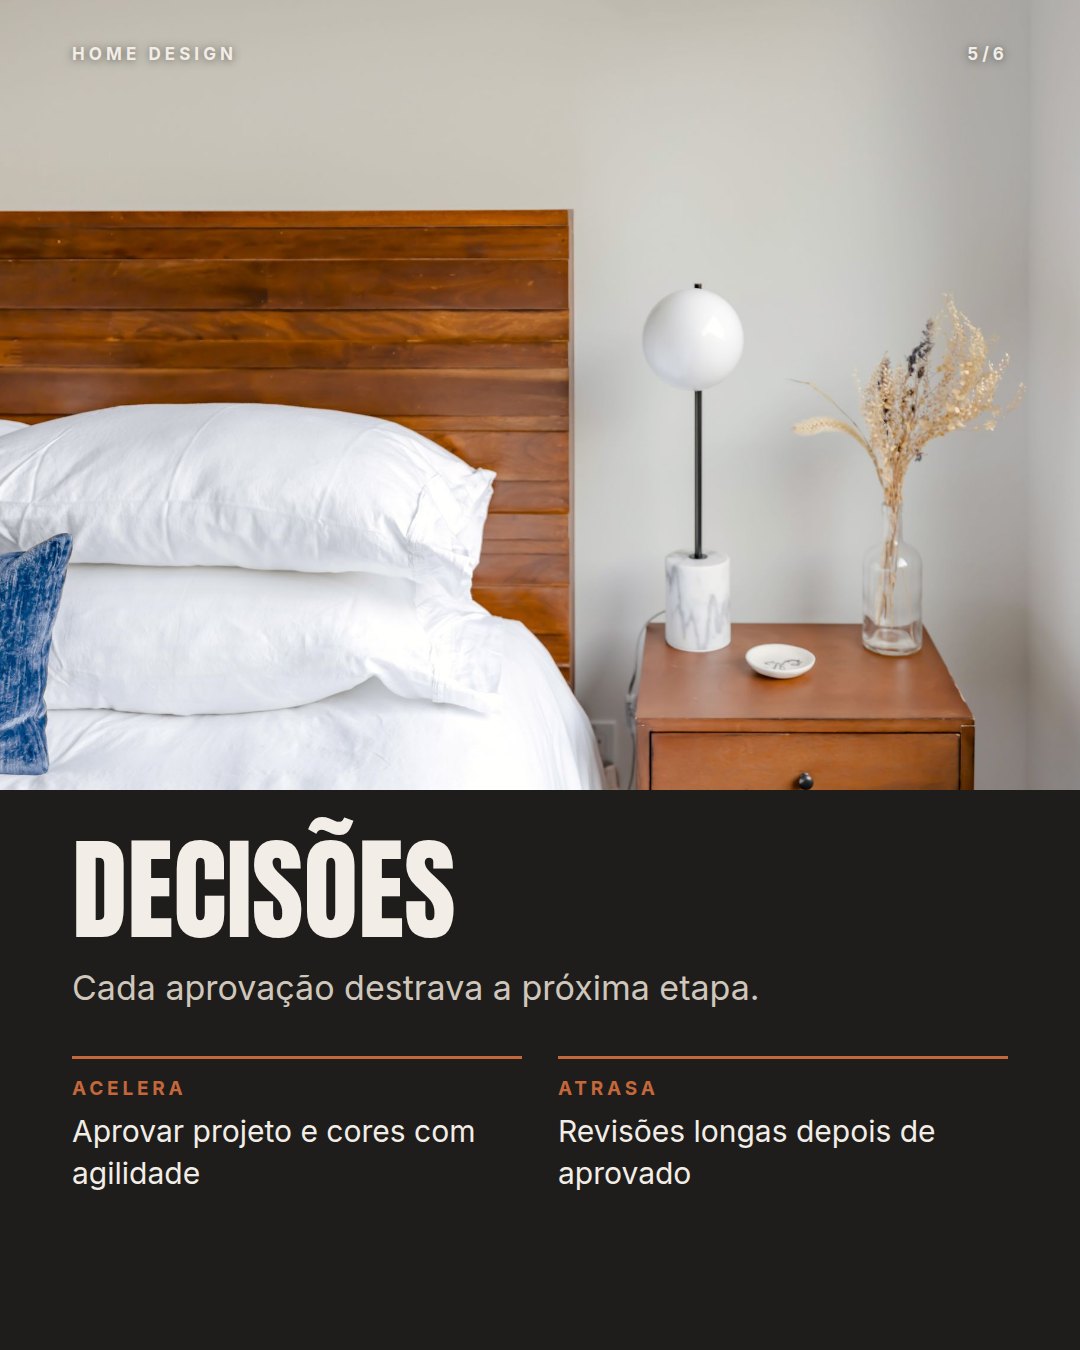 HOME DESIGN
5/6
DECISÕES
Cada aprovação destrava a próxima etapa.
ACELERA
Aprovar projeto e cores com
agilidade
ATRASA
Revisões longas depois de
aprovado